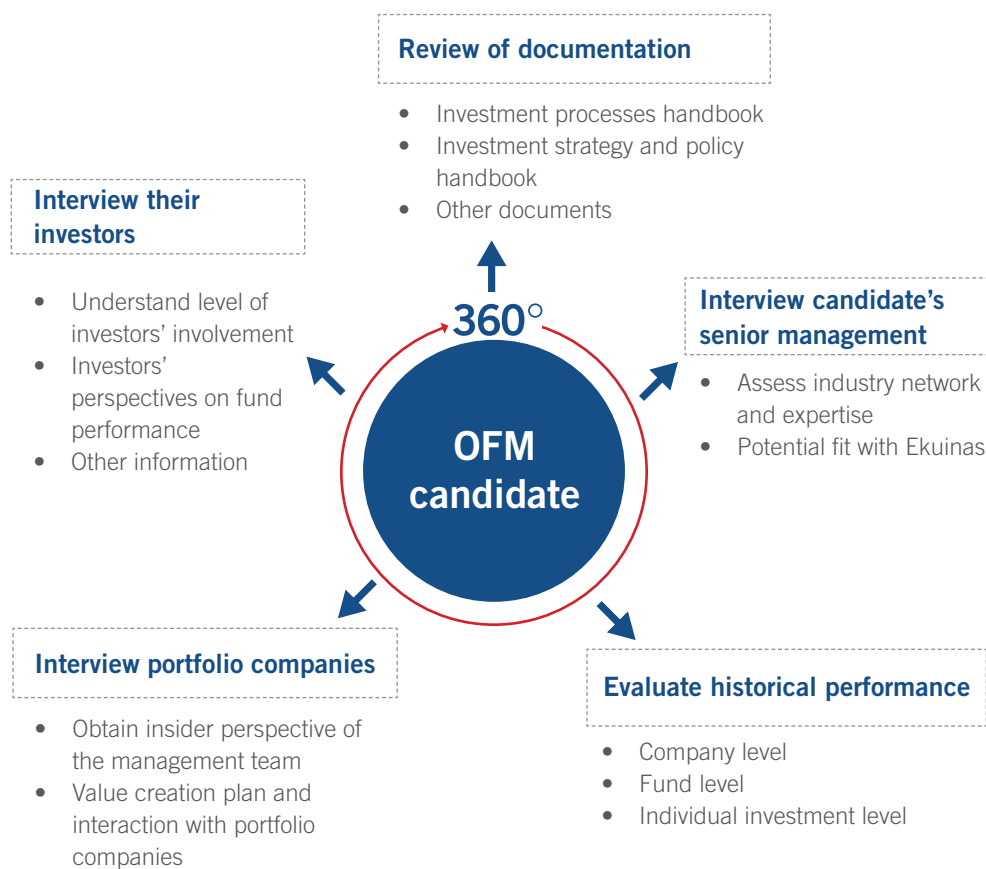 Review of documentation
• Investment processes handbook
• Investment strategy and policy
handbook
• Other documents
Interview their
investors
• Understand level of
investors’ involvement
• Investors’
perspectives on fund
performance
• Other information
360°
Interview candidate’s
senior management
• Assess industry network
and expertise
• Potential fit with Ekuinas
OFM
candidate
Interview portfolio companies
• Obtain insider perspective of
the management team
• Value creation plan and
interaction with portfolio
companies
Evaluate historical performance
• Company level
• Fund level
• Individual investment level